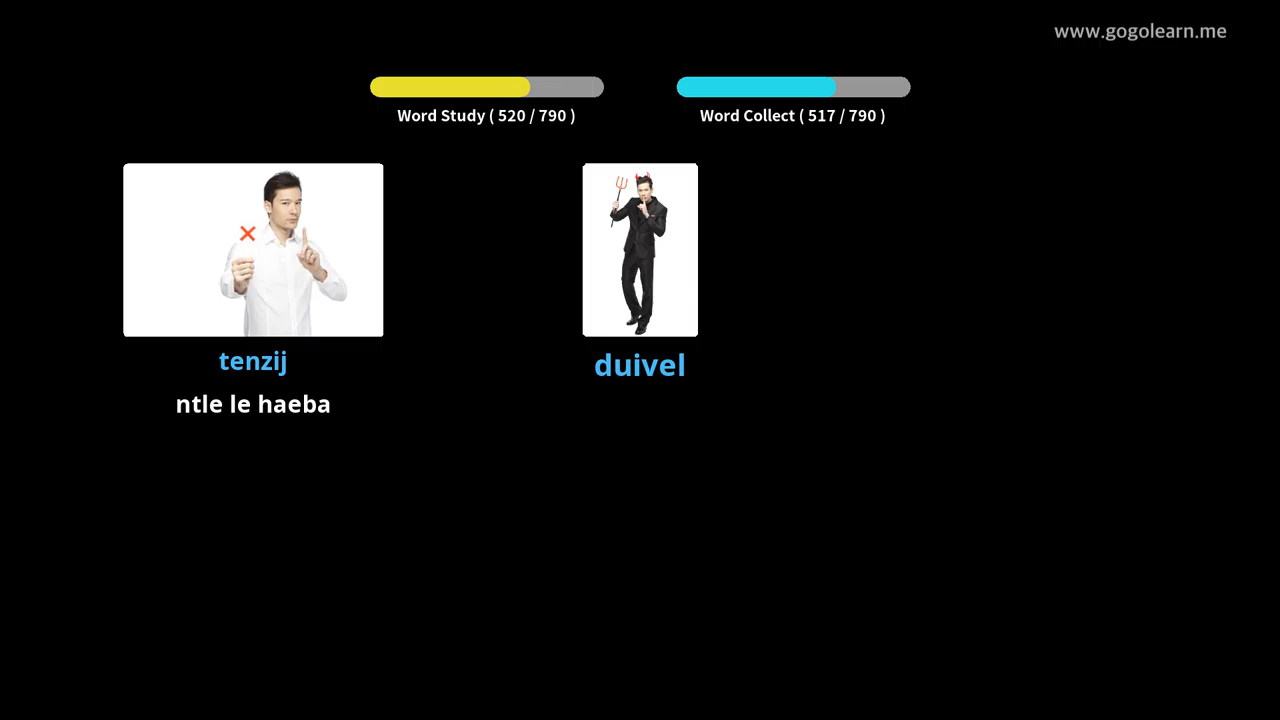 www.gogolearn.me
Word Study ( 520 / 790 )
Word Collect ( 517 / 790 )
tenzij
ntle le haeba
duivel